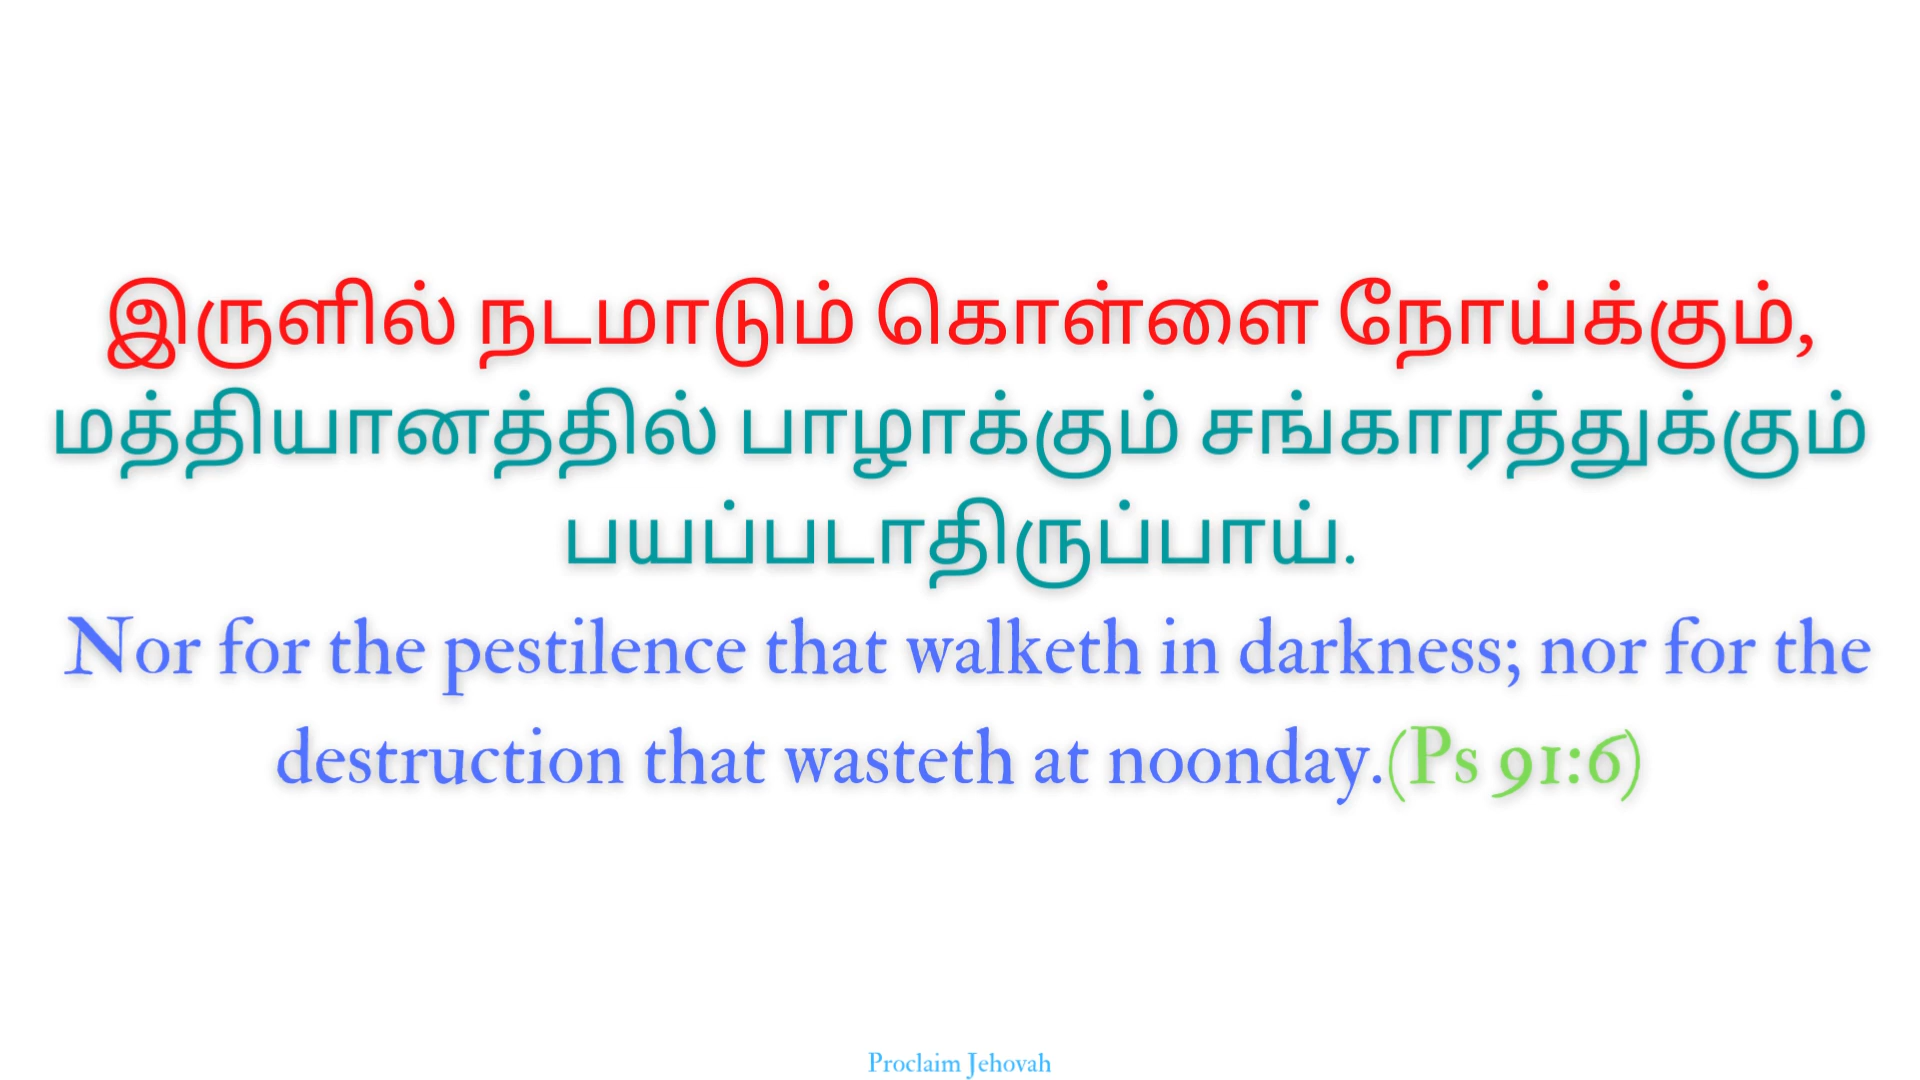 இருளில் நடமாடும் கொள்ளை நோய்க்கும்,
மத்தியானத்தில் பாழாக்கும் சங்காரத்துக்கும்
பயப்படாதிருப்பாய்.
Nor for the pestilence that walketh in darkness; nor for the
destruction that wasteth at noonday.(Ps 91:6)
Proclaim Jehovah